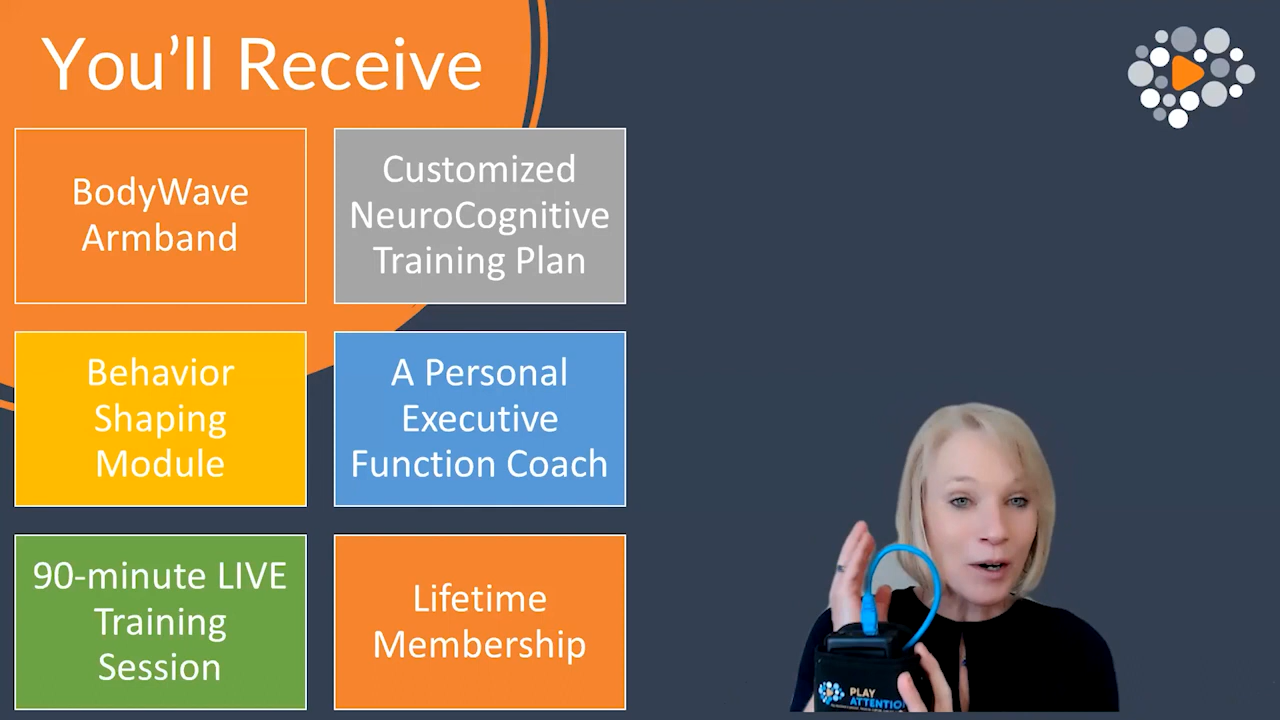 You'll Receive
BodyWave
Armband
Customized
NeuroCognitive
Training Plan
Behavior
Shaping
Module
A Personal
Executive
Function Coach
90-minute LIVE
Training
Session
Lifetime
Membership
PLAY
ATTENTION